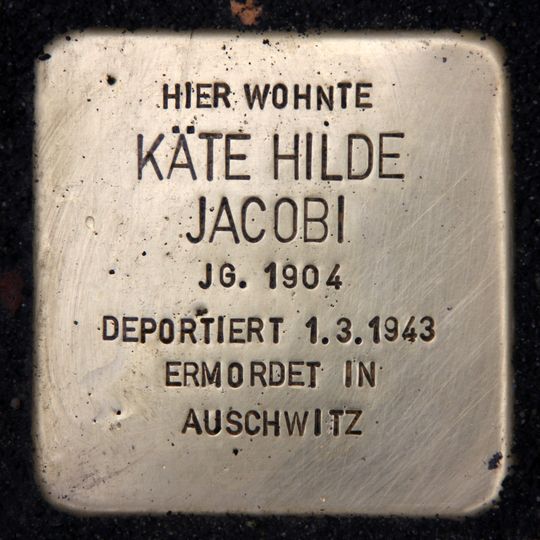 HIER WOHNTE
KÄTE HILDE
JACOBI
JG. 1904
DEPORTIERT 1.3.1943
ERMORDET IN
AUSCHWITZ